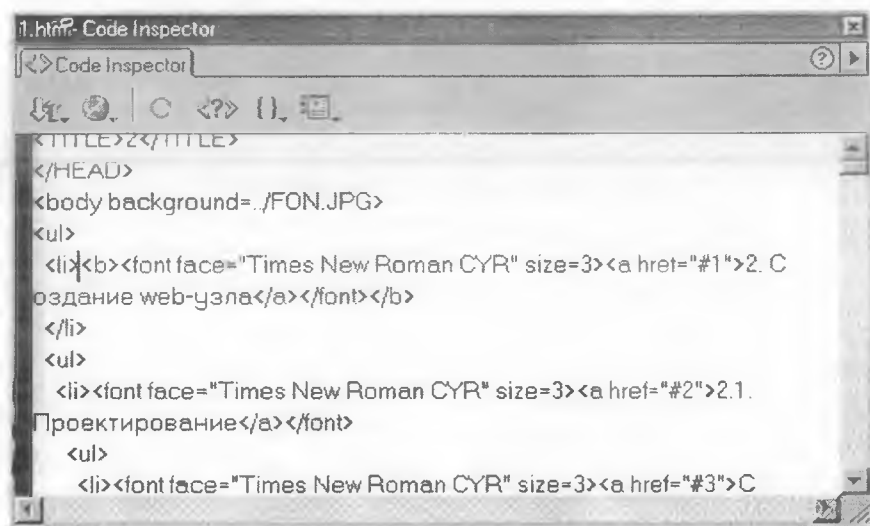 1.htm - Code Inspector
<> Code Inspector
<TITLE>2</TITLE>
</HEAD>
<body background=../FON.JPG>
<ul>
<li><b><font face="Times New Roman CYR" size=3><a href="#1">2. С
оздание web-узла</a></font></b>
</li>
<ul>
<li><font face="Times New Roman CYR" size=3><a href="#2">2.1.
Проектирование</a></font>
<ul>
<li><font face="Times New Roman CYR" size=3><a href="#3">С